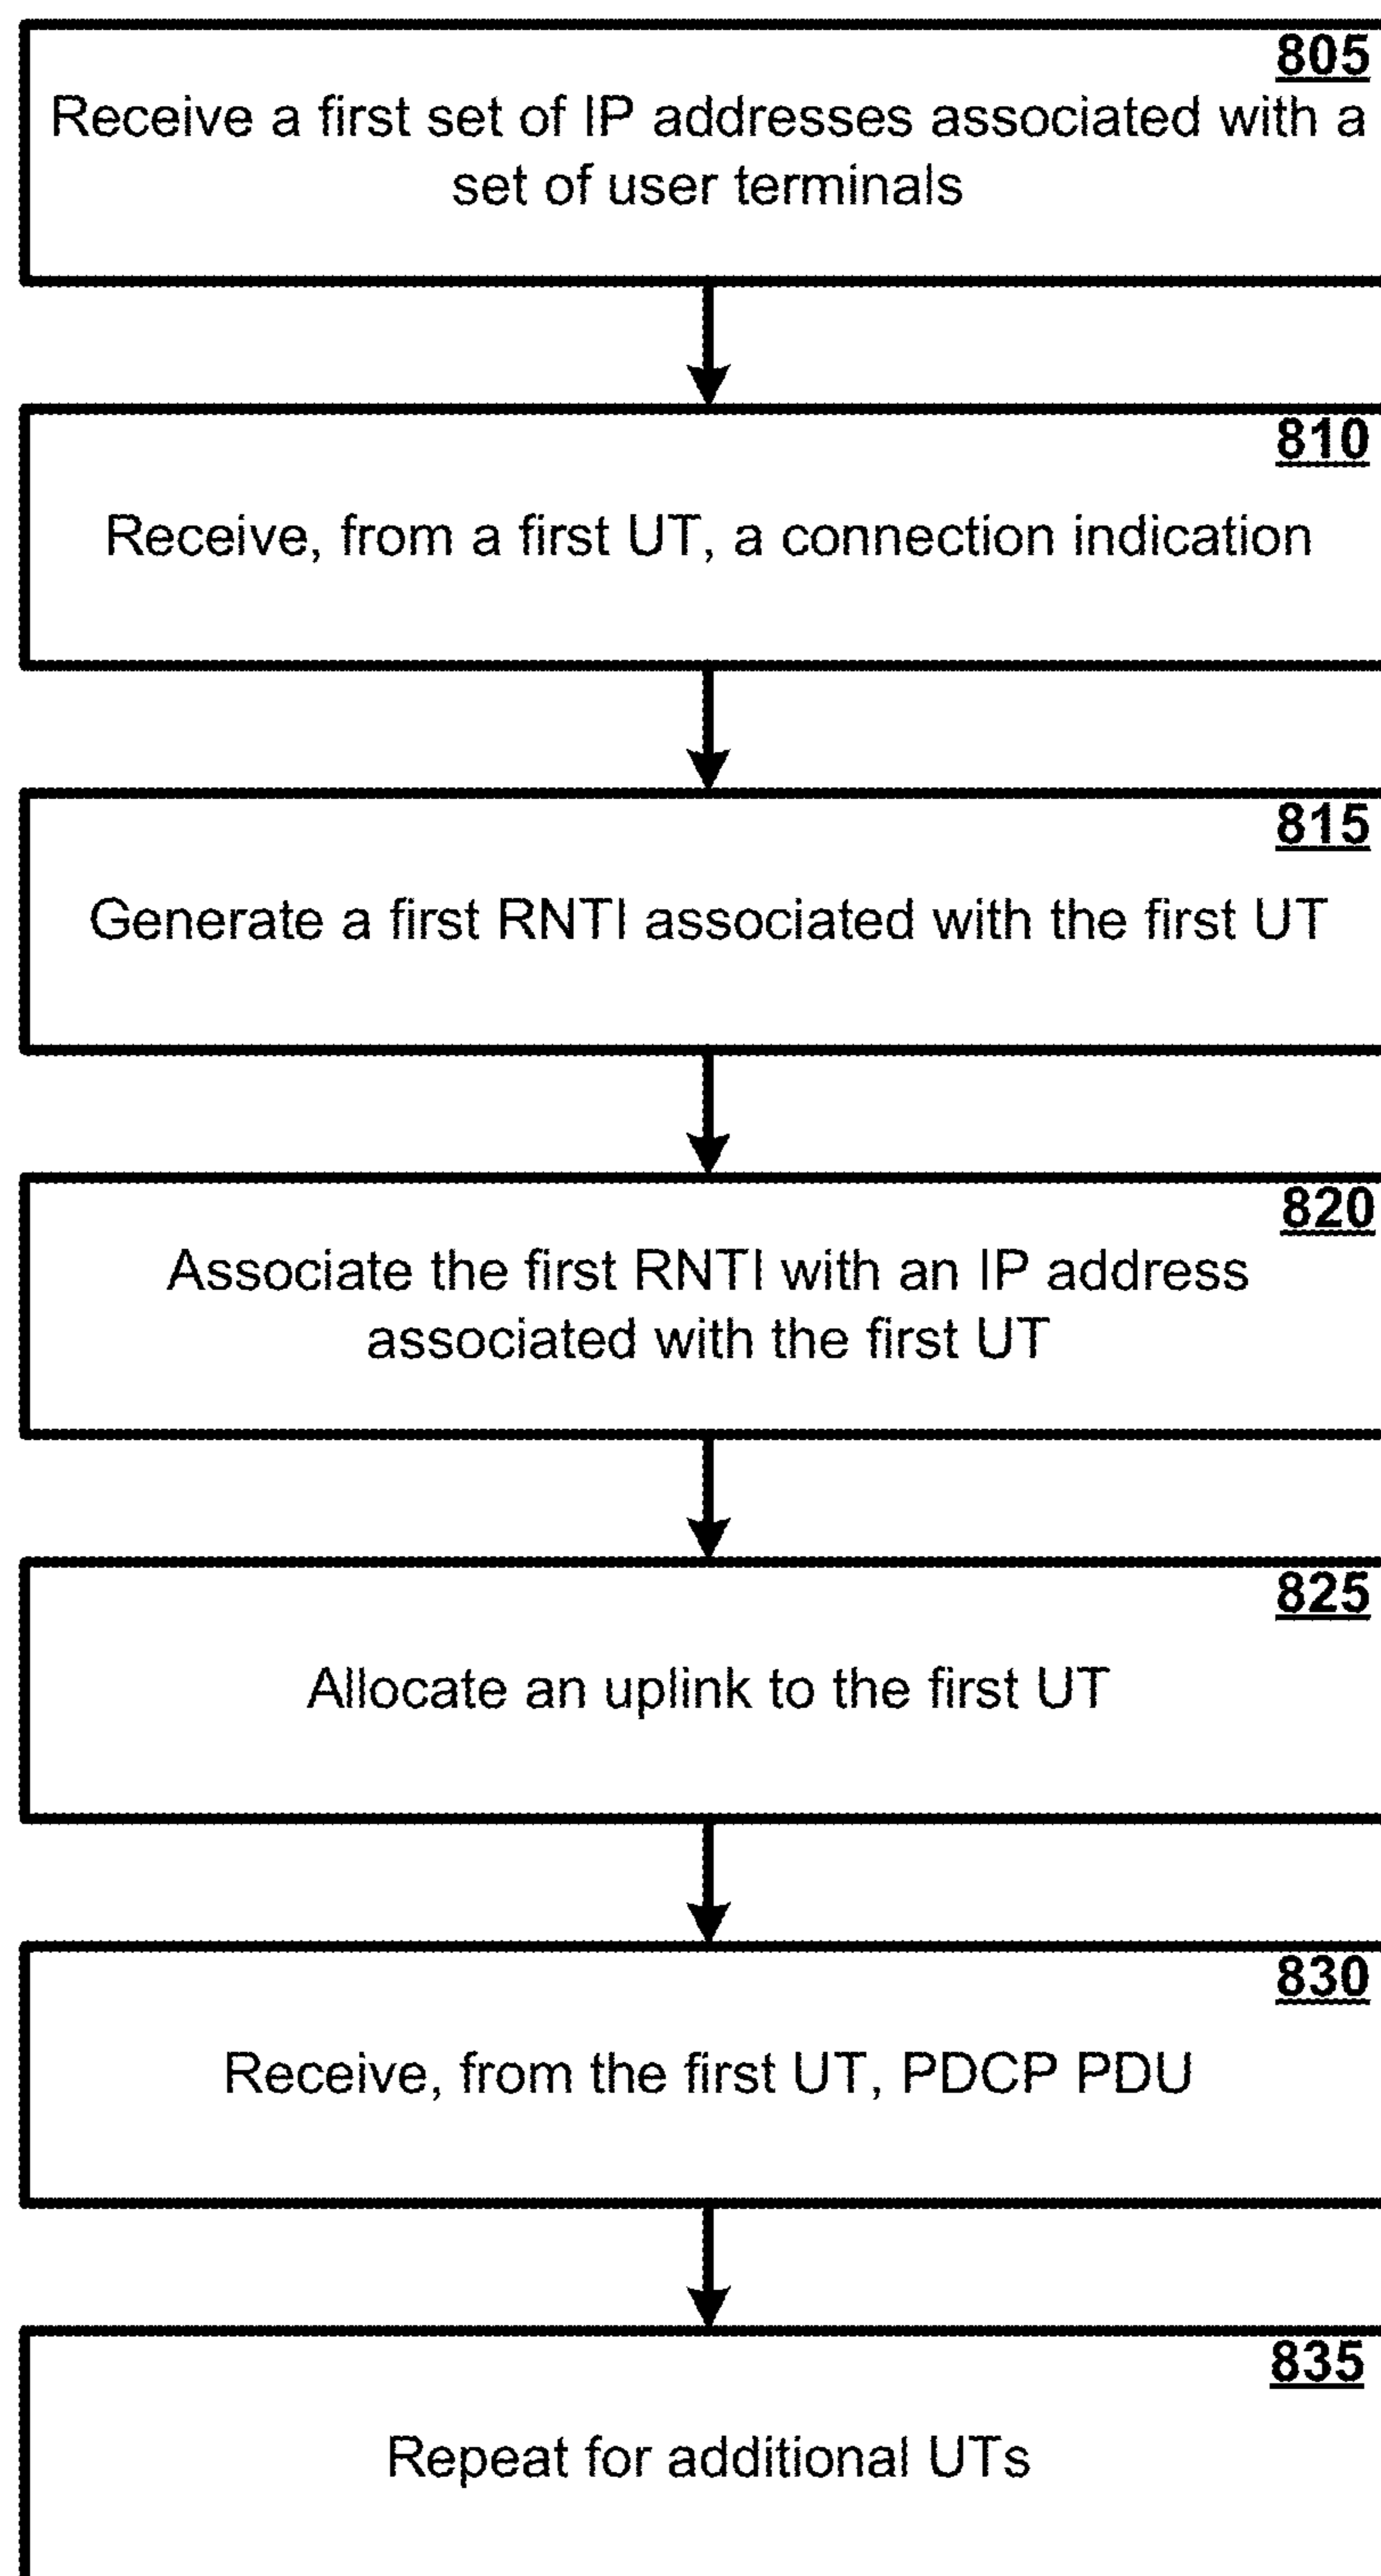 805
Receive a first set of IP addresses associated with a
set of user terminals
810
Receive, from a first UT, a connection indication
815
Generate a first RNTI associated with the first UT
820
Associate the first RNTI with an IP address
associated with the first UT
825
Allocate an uplink to the first UT
830
Receive, from the first UT, PDCP PDU
835
Repeat for additional UTs